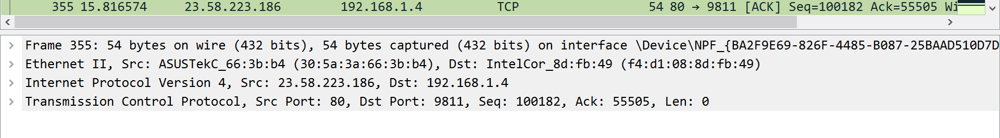 355 15.816574 23.58.223.186 192.168.1.4 TCP 54 80 → 9811 [ACK] Seq=100182 Ack=55505 Wi
Frame 355: 54 bytes on wire (432 bits), 54 bytes captured (432 bits) on interface \Device\NPF_{BA2F9E69-826F-4485-B087-25BAAD510D7D
Ethernet II, Src: ASUSTekC_66:3b:b4 (30:5a:3a:66:3b:b4), Dst: IntelCor_8d:fb:49 (f4:d1:08:8d:fb:49)
Internet Protocol Version 4, Src: 23.58.223.186, Dst: 192.168.1.4
Transmission Control Protocol, Src Port: 80, Dst Port: 9811, Seq: 100182, Ack: 55505, Len: 0